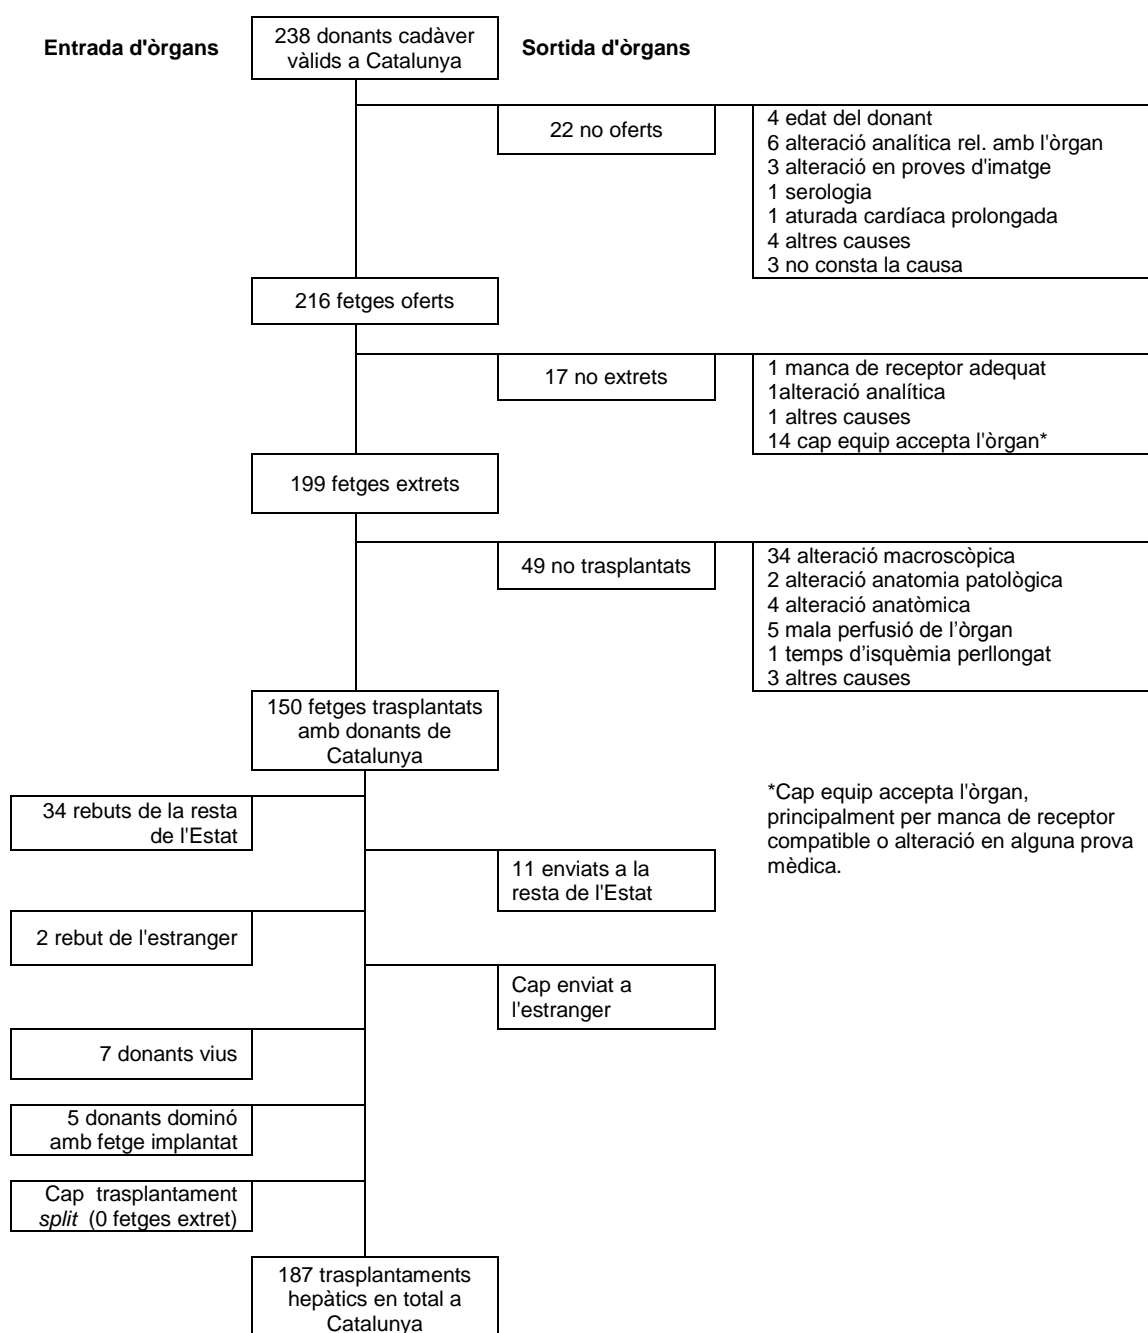 Entrada d'òrgans
238 donants cadàver
vàlids a Catalunya
Sortida d'òrgans
22 no oferts
4 edat del donant
6 alteració analítica rel. amb l'òrgan
3 alteració en proves d'imatge
1 serologia
1 aturada cardíaca prolongada
4 altres causes
3 no consta la causa
216 fetges oferts
17 no extrets
1 manca de receptor adequat
1alteració analítica
1 altres causes
14 cap equip accepta l'òrgan*
199 fetges extrets
49 no trasplantats
34 alteració macroscòpica
2 alteració anatomia patològica
4 alteració anatòmica
5 mala perfusió de l’òrgan
1 temps d’isquèmia perllongat
3 altres causes
150 fetges trasplantats
amb donants de
Catalunya
*Cap equip accepta l'òrgan,
principalment per manca de receptor
compatible o alteració en alguna prova
mèdica.
34 rebuts de la resta
de l'Estat
11 enviats a la
resta de l'Estat
2 rebut de l'estranger
Cap enviat a
l'estranger
7 donants vius
5 donants dominó
amb fetge implantat
Cap trasplantament
split (0 fetges extret)
187 trasplantaments
hepàtics en total a
Catalunya